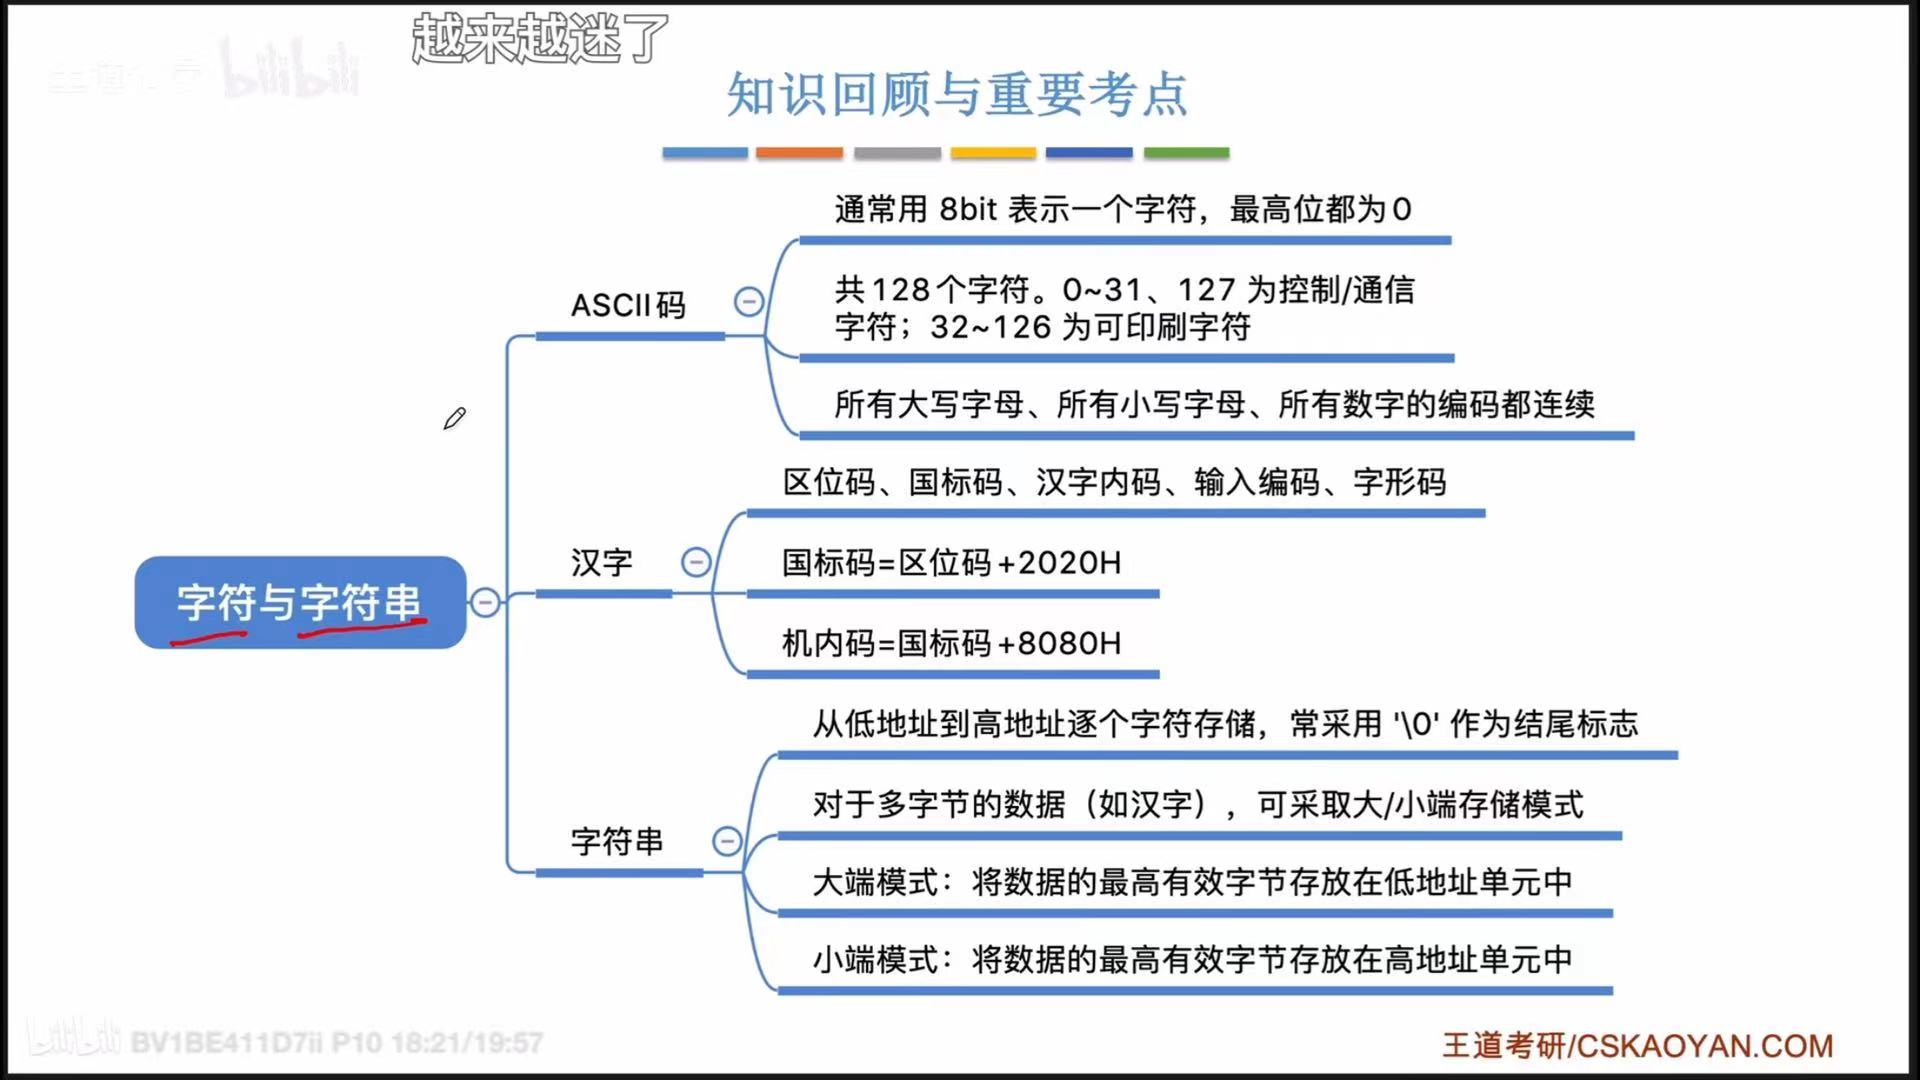 越来越迷了
bilibili
知识回顾与重要考点
通常用 8bit 表示一个字符，最高位都为0
ASCII码
共128个字符。0~31、127 为控制/通信
字符；32~126 为可印刷字符
所有大写字母、所有小写字母、所有数字的编码都连续
区位码、国标码、汉字内码、输入编码、字形码
汉字
国标码=区位码+2020H
字符与字符串
机内码=国标码+8080H
从低地址到高地址逐个字符存储，常采用 '\0' 作为结尾标志
对于多字节的数据（如汉字），可采取大/小端存储模式
字符串
大端模式：将数据的最高有效字节存放在低地址单元中
小端模式：将数据的最高有效字节存放在高地址单元中
bilibili BV1BE411D7ii P10 18:21/19:57
王道考研/CSKAOYAN.COM